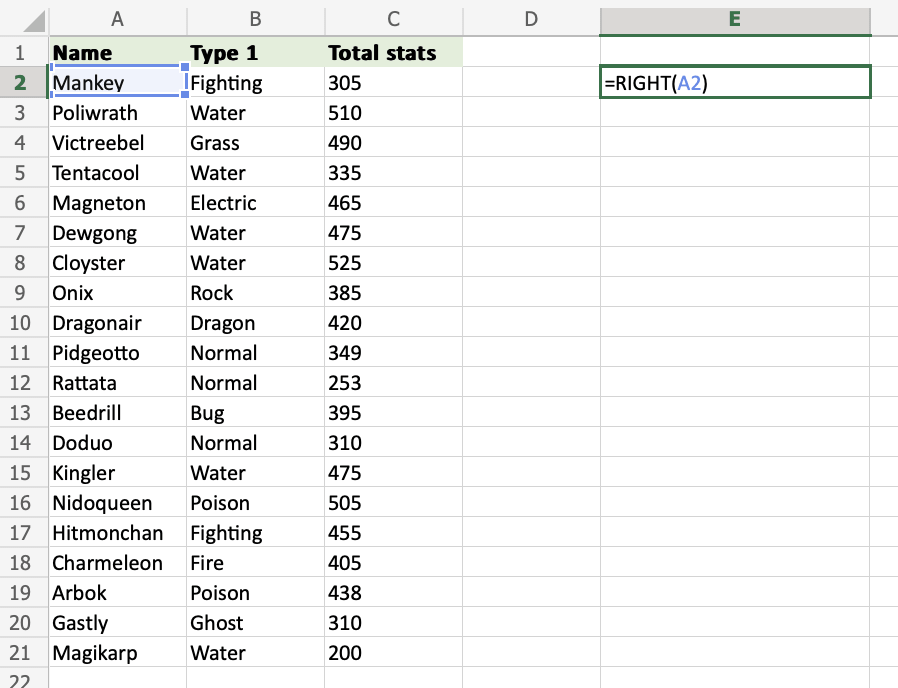 A B C D E
1 Name Type 1 Total stats
2 Mankey Fighting 305 =RIGHT(A2)
3 Poliwrath Water 510
4 Victreebel Grass 490
5 Tentacool Water 335
6 Magneton Electric 465
7 Dewgong Water 475
8 Cloyster Water 525
9 Onix Rock 385
10 Dragonair Dragon 420
11 Pidgeotto Normal 349
12 Rattata Normal 253
13 Beedrill Bug 395
14 Doduo Normal 310
15 Kingler Water 475
16 Nidoqueen Poison 505
17 Hitmonchan Fighting 455
18 Charmeleon Fire 405
19 Arbok Poison 438
20 Gastly Ghost 310
21 Magikarp Water 200
22